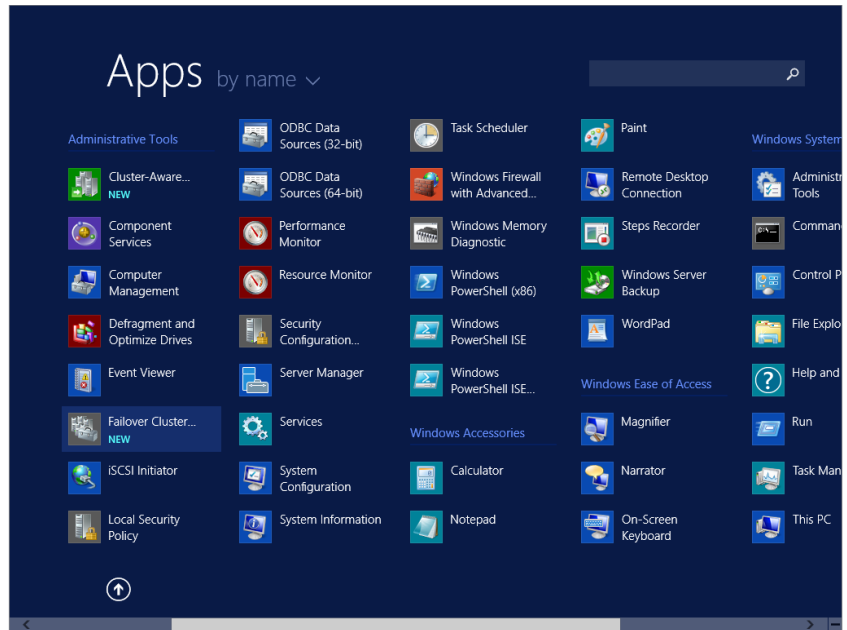 Apps by name
Administrative Tools
Cluster-Aware...
NEW
Component
Services
Computer
Management
Defragment and
Optimize Drives
Event Viewer
Failover Cluster...
NEW
iSCSI Initiator
Local Security
Policy
ODBC Data
Sources (32-bit)
ODBC Data
Sources (64-bit)
Performance
Monitor
Resource Monitor
Security
Configuration...
Server Manager
Services
System
Configuration
System Information
Task Scheduler
Windows Firewall
with Advanced...
Windows Memory
Diagnostic
Windows
PowerShell (x86)
Windows
PowerShell ISE
Windows
PowerShell ISE...
Windows Accessories
Calculator
Notepad
Paint
Remote Desktop
Connection
Steps Recorder
Windows Server
Backup
WordPad
Windows Ease of Access
Magnifier
Narrator
On-Screen
Keyboard
Windows System
Administr
Tools
Comman
Control P
File Explo
Help and
Run
Task Man
This PC